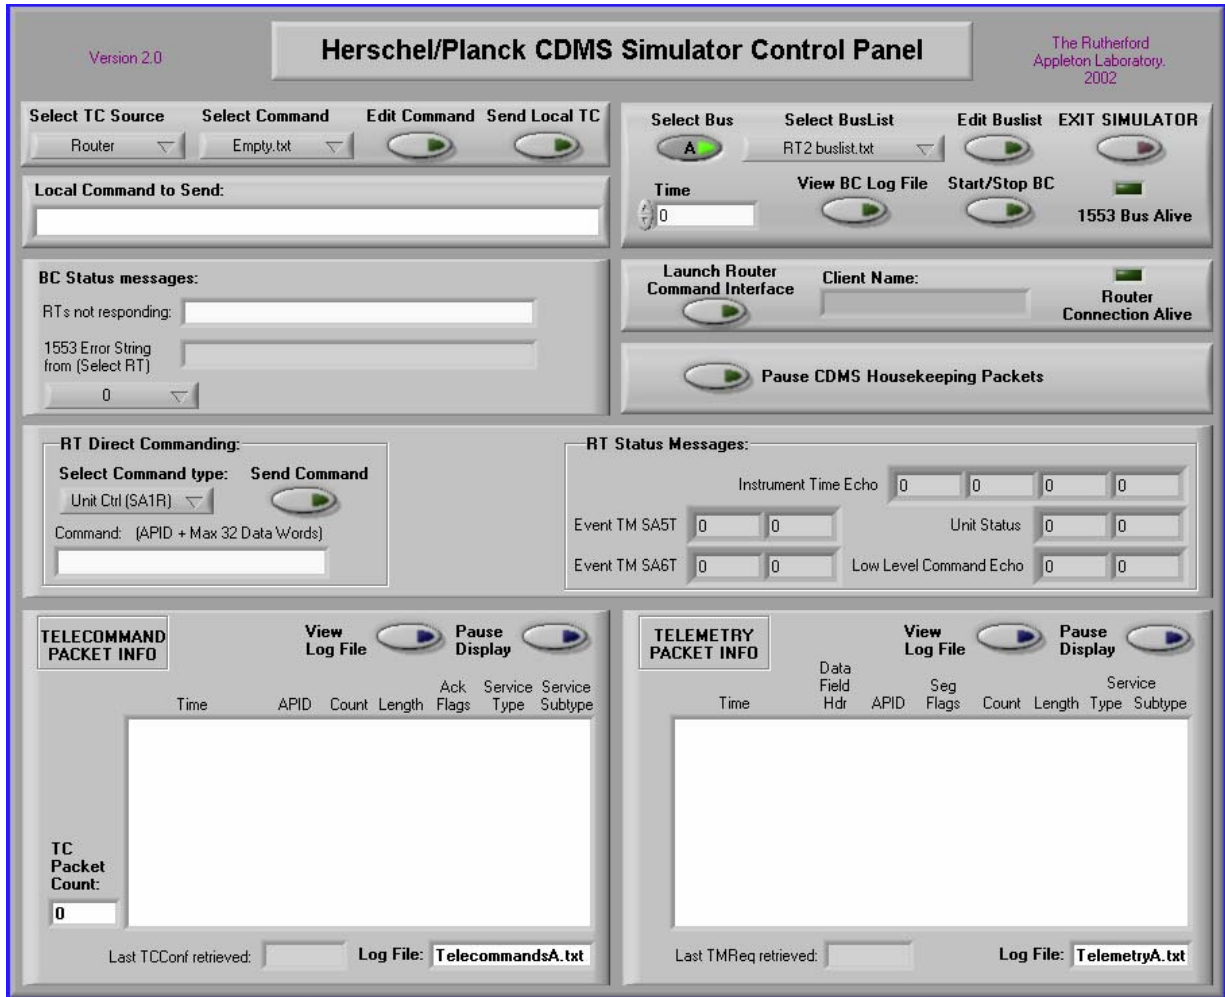 Version 2.0
Herschel/Planck CDMS Simulator Control Panel
The Rutherford
Appleton Laboratory.
2002
Select TC Source
Select Command
Edit Command
Send Local TC
Router
Empty.txt
Local Command to Send:
Select Bus
Select BusList
Edit Buslist
EXIT SIMULATOR
A
RT2 buslist.txt
Time
View BC Log File
Start/Stop BC
0
1553 Bus Alive
BC Status messages:
RTs not responding:
1553 Error String
from (Select RT)
0
Launch Router
Command Interface
Client Name:
Router
Connection Alive
Pause CDMS Housekeeping Packets
RT Direct Commanding:
Select Command type:
Send Command
Unit Ctrl (SA1R)
Command: (APID + Max 32 Data Words)
RT Status Messages:
Instrument Time Echo 0 0 0 0
Event TM SA5T 0 0
Unit Status 0 0
Event TM SA6T 0 0
Low Level Command Echo 0 0
TELECOMMAND
PACKET INFO
View
Log File
Pause
Display
Time
APID
Count
Length
Ack
Flags
Service
Type
Service
Subtype
TC
Packet
Count:
0
Last TCConf retrieved:
Log File: TelecommandsA.txt
TELEMETRY
PACKET INFO
View
Log File
Pause
Display
Time
Data
Field
Hdr
APID
Seg
Flags
Count
Length
Service
Type Subtype
Last TMReq retrieved:
Log File: TelemetryA.txt